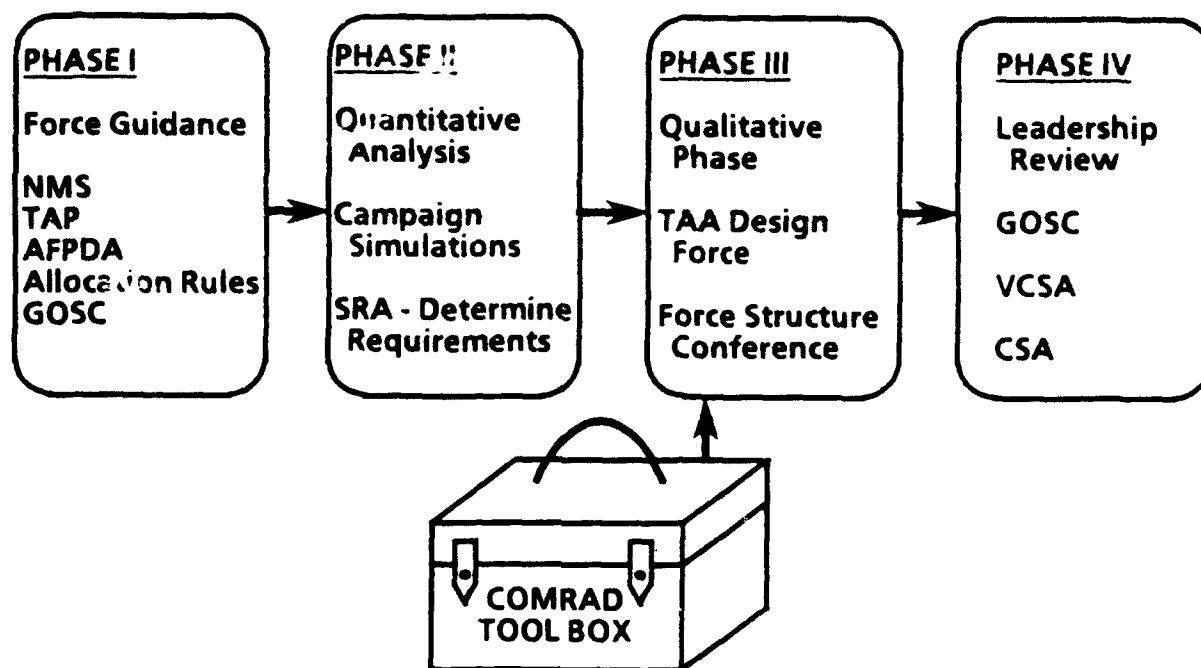 PHASE I
Force Guidance
NMS
TAP
AFPDA
Allocation Rules
GOSC
PHASE II
Quantitative
Analysis
Campaign
Simulations
SRA - Determine
Requirements
PHASE III
Qualitative
Phase
TAA Design
Force
Force Structure
Conference
PHASE IV
Leadership
Review
GOSC
VCSA
CSA
COMRAD
TOOL BOX